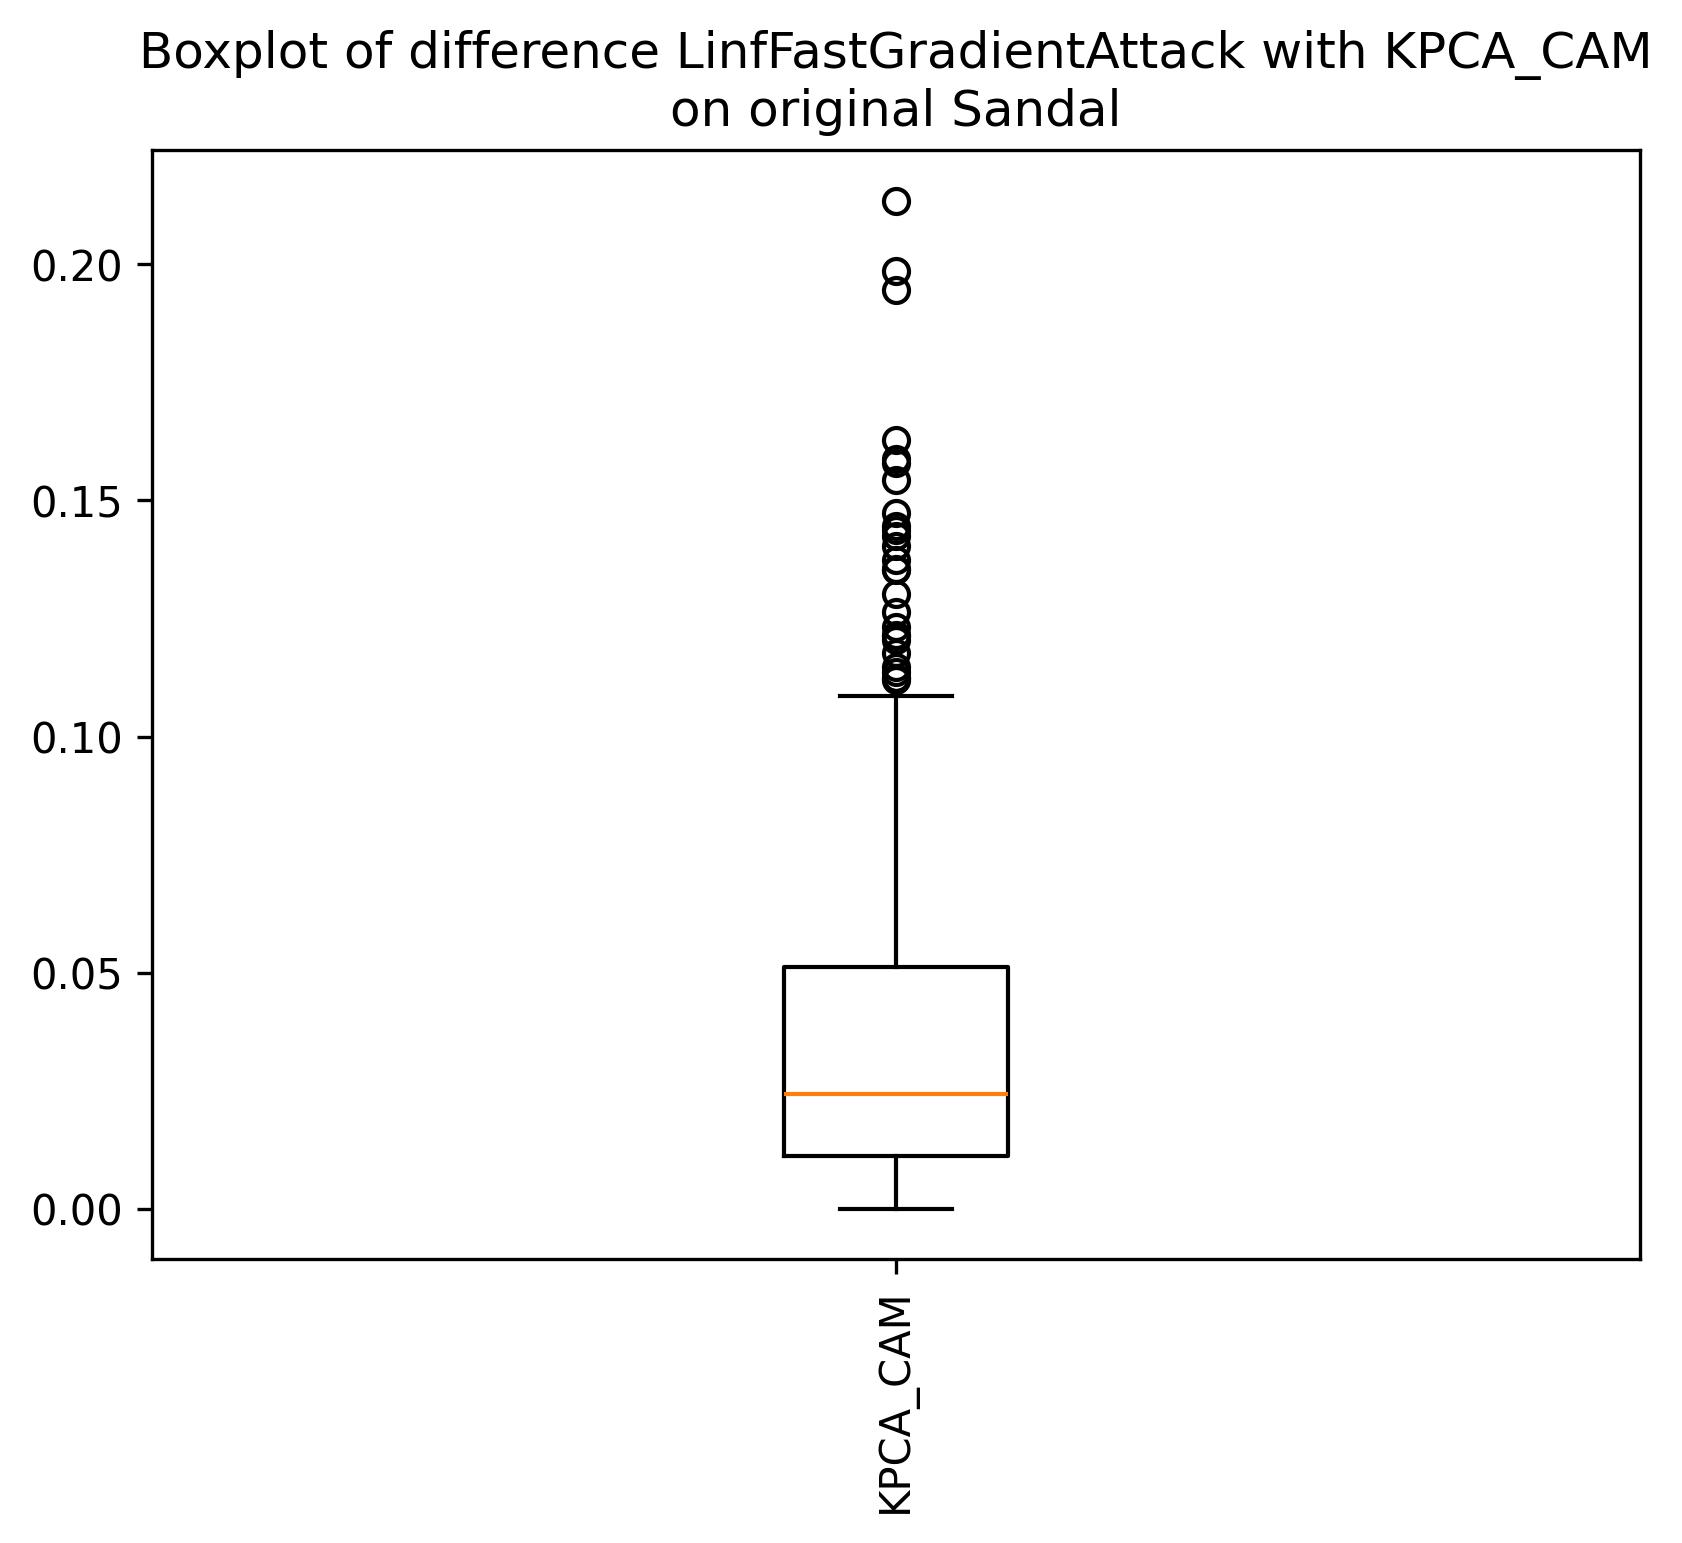 Boxplot of difference LinfFastGradientAttack with KPCA_CAM
on original Sandal
0.20
0.15
0.10
0.05
0.00
KPCA_CAM